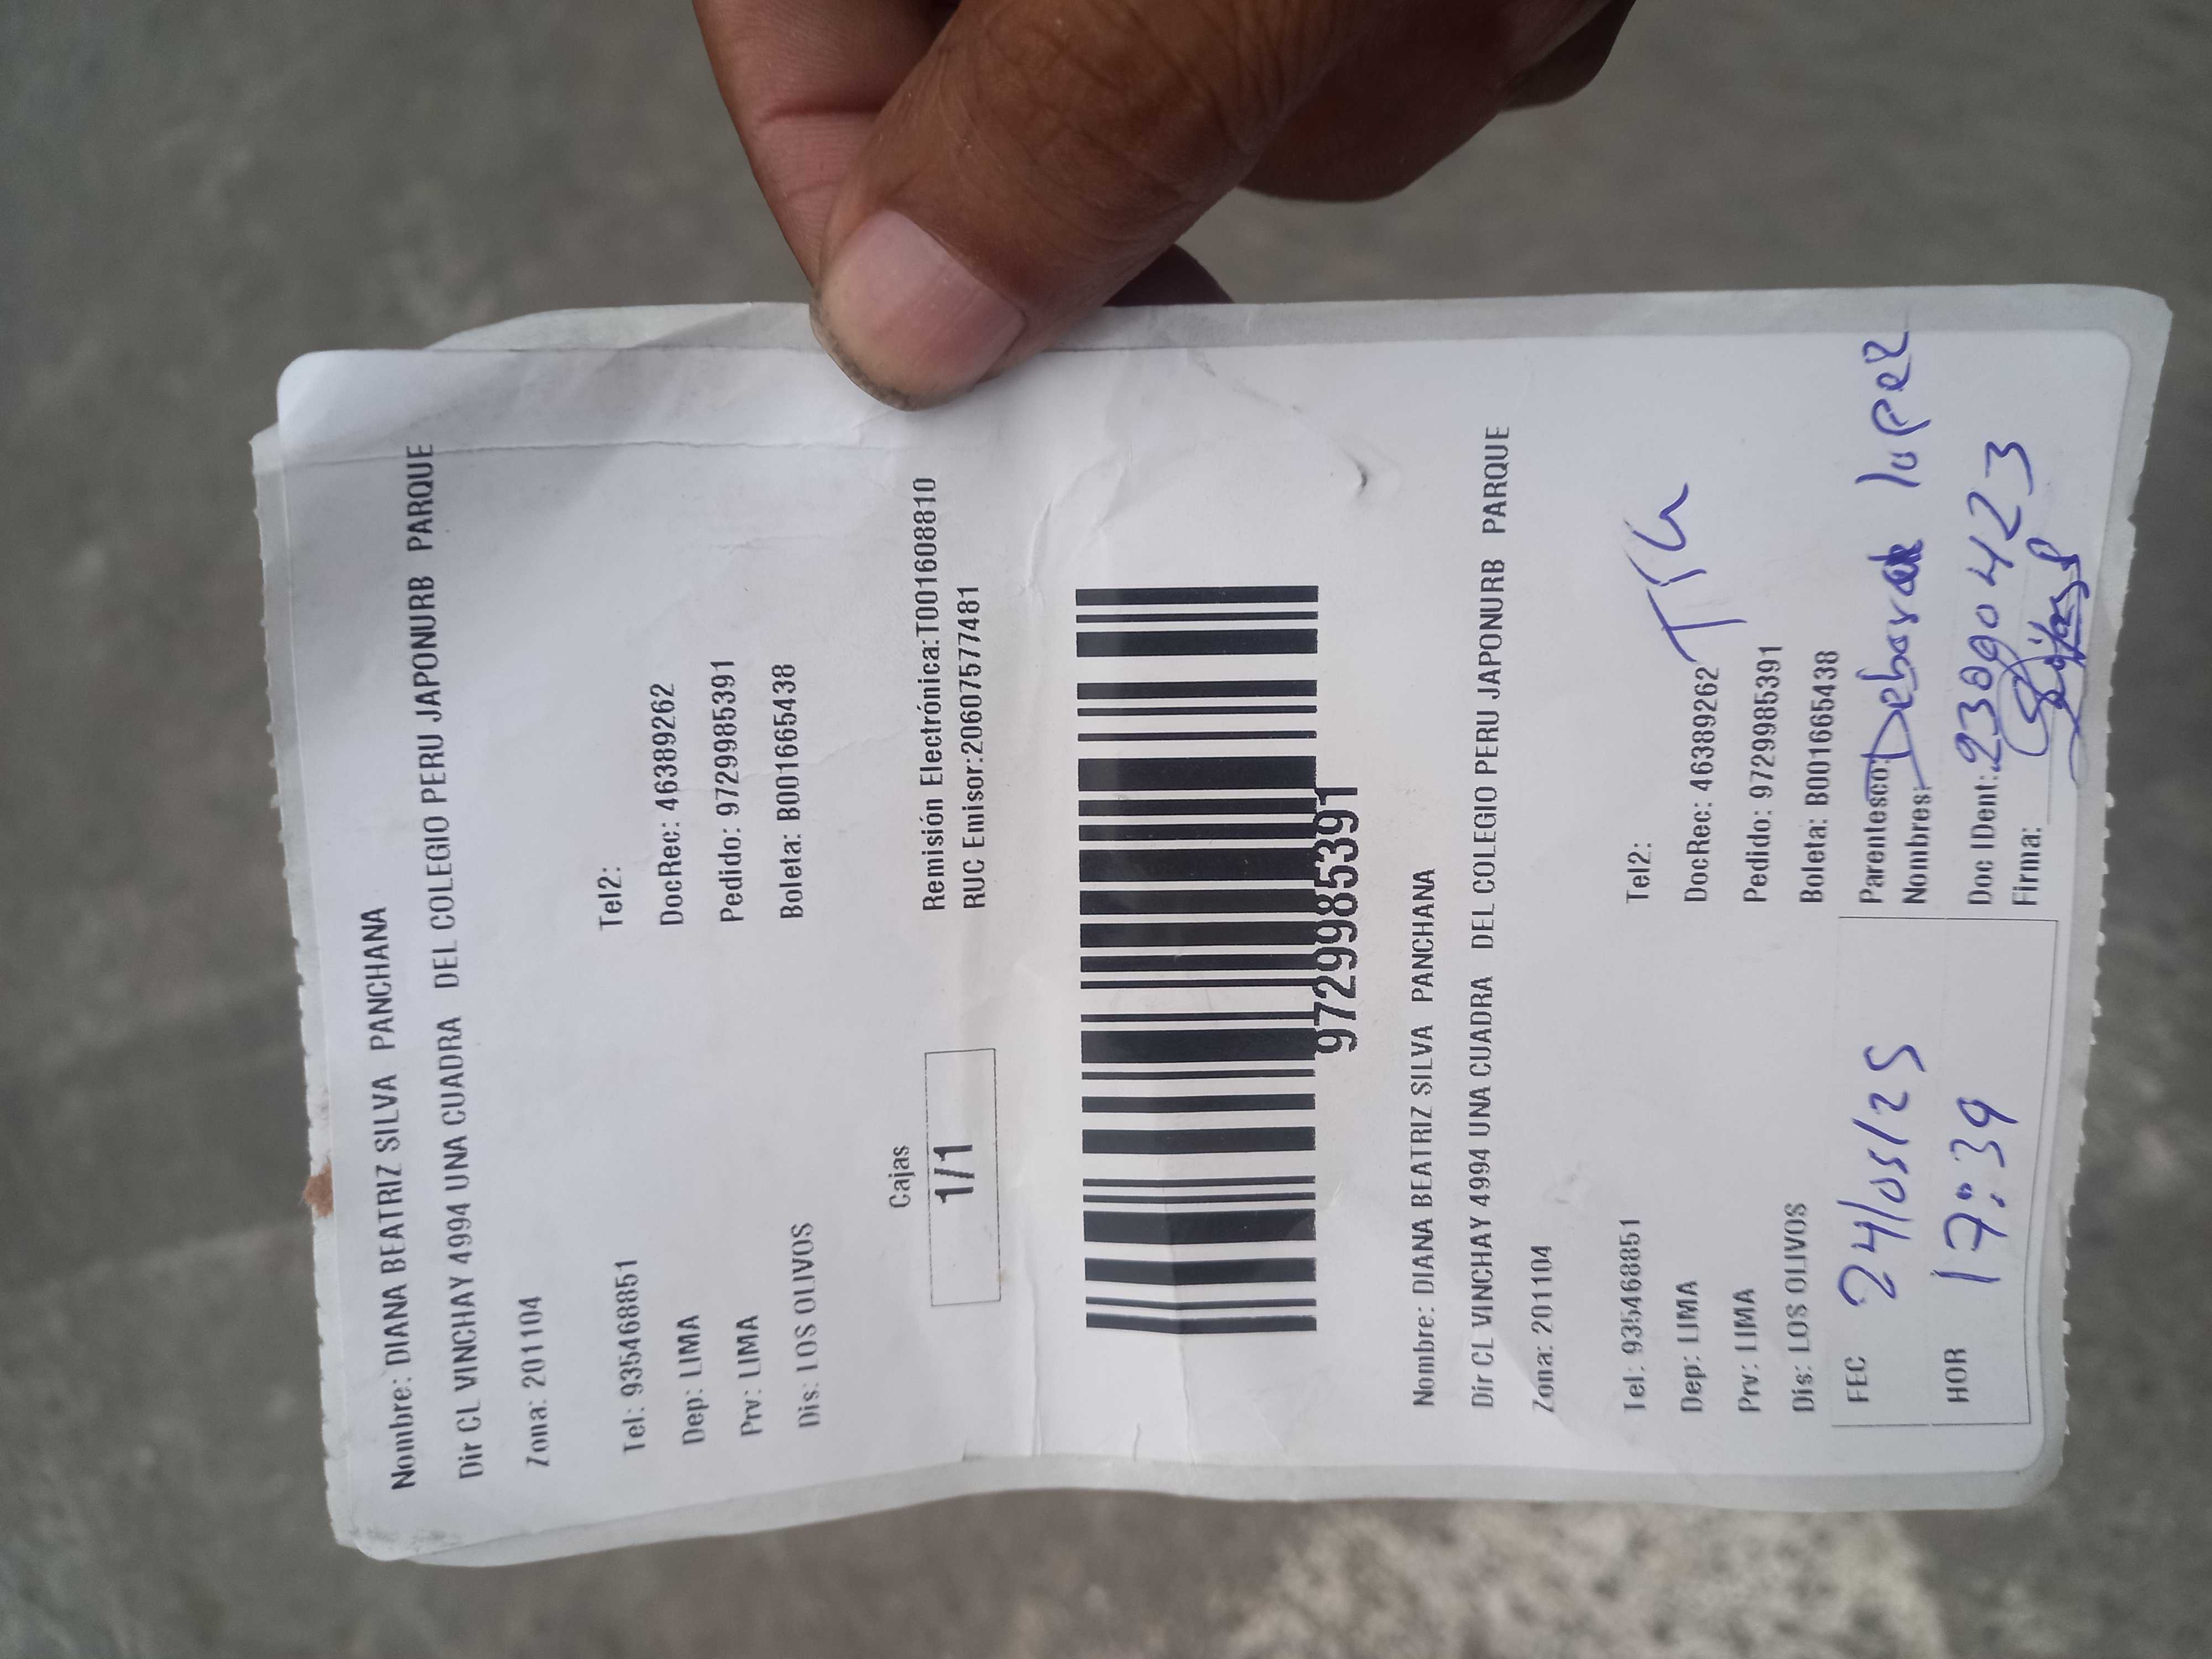 Nombre: DIANA BEATRIZ SILVA PANCHANA
Dir CL VINCHAY 4994 UNA CUADRA DEL COLEGIO PERU JAPONURB PARQUE
Zona: 201104
Tel: 935468851 Tel2:
Dep: LIMA DocRec: 46389262
Prv: LIMA Pedido: 9729985391
Dis: LOS OLIVOS Boleta: B001665438
Cajas
1/1
Remisión Electrónica:T001608810
RUC Emisor:20607577481
9729985391
Nombre: DIANA BEATRIZ SILVA PANCHANA
Dir CL VINCHAY 4994 UNA CUADRA DEL COLEGIO PERU JAPONURB PARQUE
Zona: 201104
Tel: 935468851 Tel2:
Dep: LIMA DocRec: 46389262
Prv: LIMA Pedido: 9729985391
Dis: LOS OLIVOS Boleta: B001665438
FEC 24/05/25
HOR 17:39
Parentesco:
Nombres: lopez
Doc IDent:
Firma: